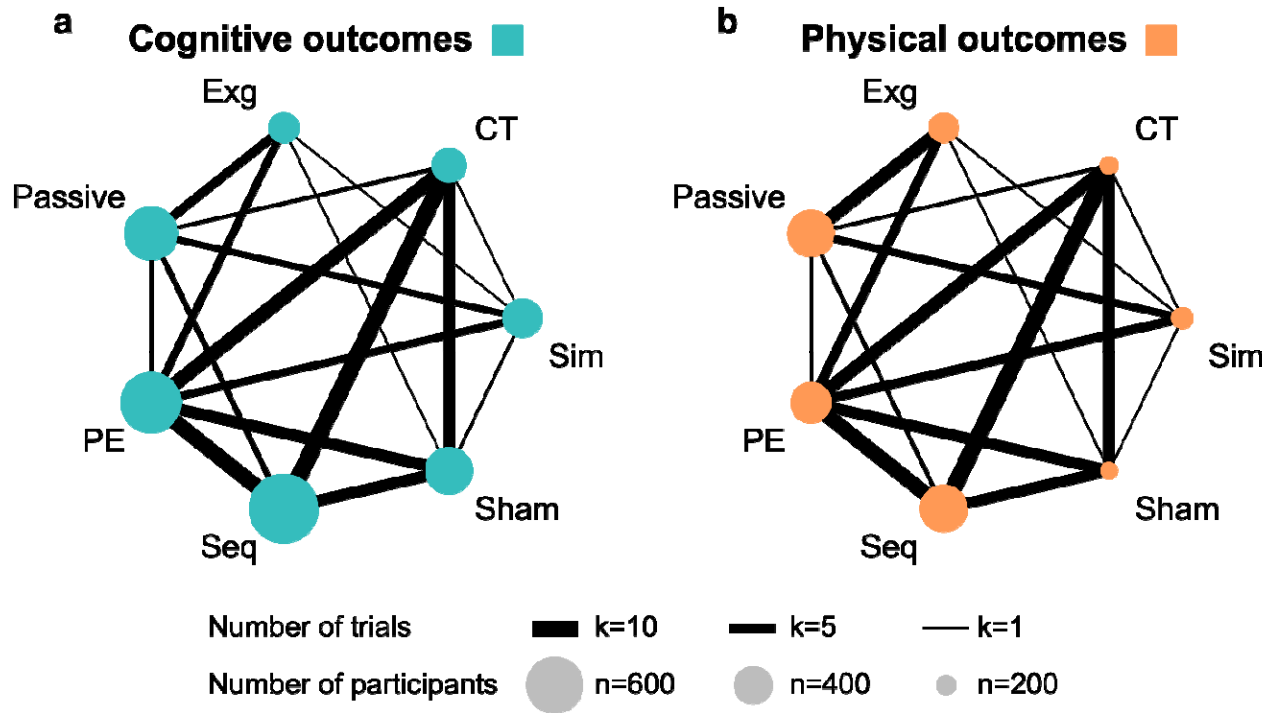 a Cognitive outcomes
b Physical outcomes
Exg
CT
Passive
Sim
PE
Sham
Seq
Exg
CT
Passive
Sim
PE
Sham
Seq
Number of trials k=10 k=5 k=1
Number of participants n=600 n=400 n=200